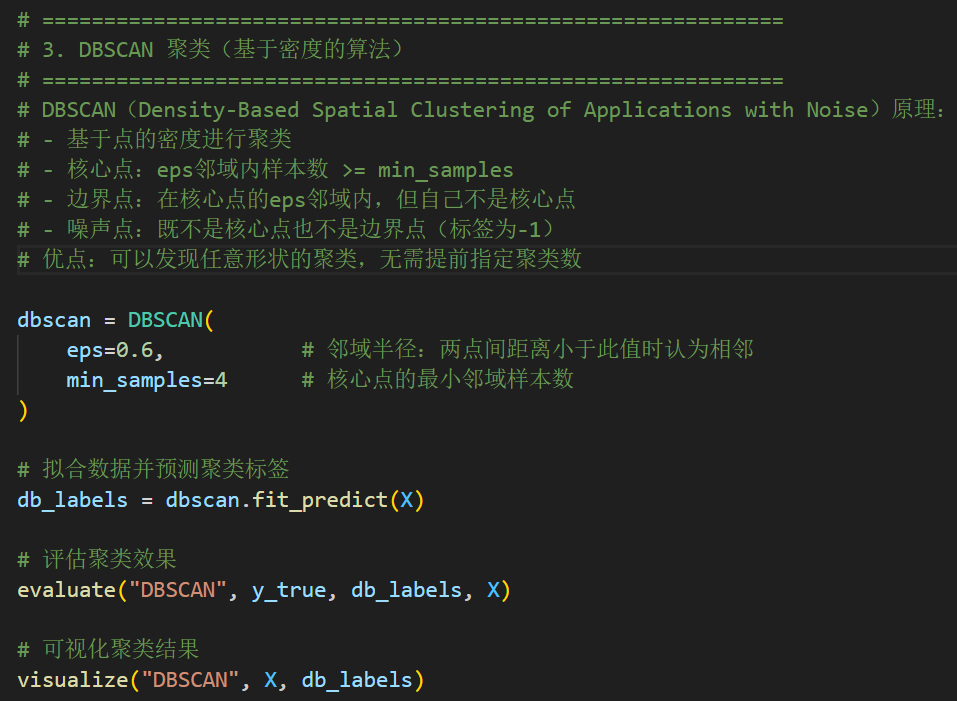 # ============================================================
# 3. DBSCAN 聚类（基于密度的算法）
# ============================================================
# DBSCAN（Density-Based Spatial Clustering of Applications with Noise）原理：
# - 基于点的密度进行聚类
# - 核心点：eps邻域内样本数 >= min_samples
# - 边界点：在核心点的eps邻域内，但自己不是核心点
# - 噪声点：既不是核心点也不是边界点（标签为-1）
# 优点：可以发现任意形状的聚类，无需提前指定聚类数
dbscan = DBSCAN(
    eps=0.6,           # 邻域半径：两点间距离小于此值时认为相邻
    min_samples=4      # 核心点的最小邻域样本数
)
# 拟合数据并预测聚类标签
db_labels = dbscan.fit_predict(X)
# 评估聚类效果
evaluate("DBSCAN", y_true, db_labels, X)
# 可视化聚类结果
visualize("DBSCAN", X, db_labels)